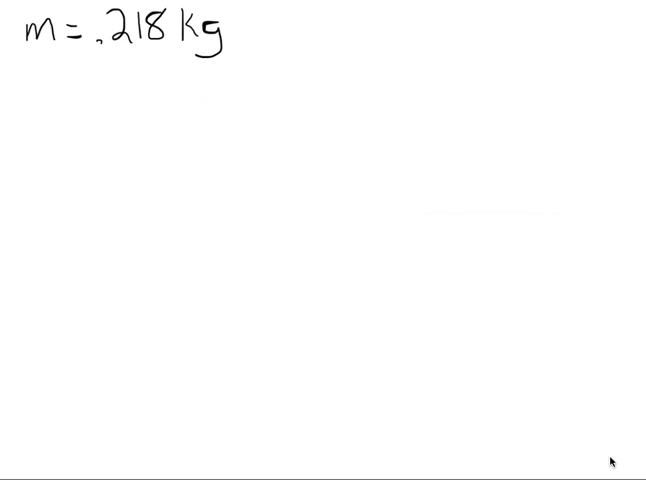 m = .218 kg